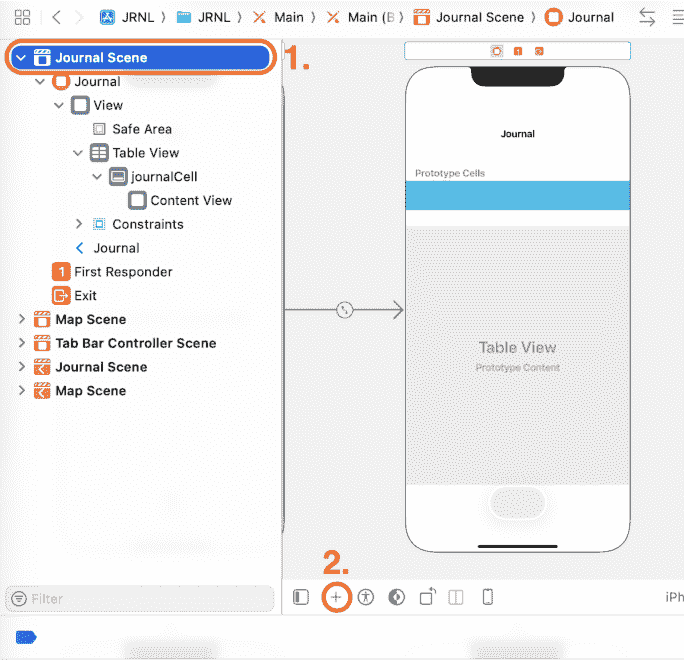 JRNL 〉 JRNL 〉 Main 〉 Main (B 〉 Journal Scene 〉 Journal
Journal Scene
1.
Journal
View
Safe Area
Table View
journalCell
Content View
Constraints
Journal
First Responder
Exit
Map Scene
Tab Bar Controller Scene
Journal Scene
Map Scene
1
Journal
Prototype Cells
Table View
Prototype Content
2.
Filter
iPh